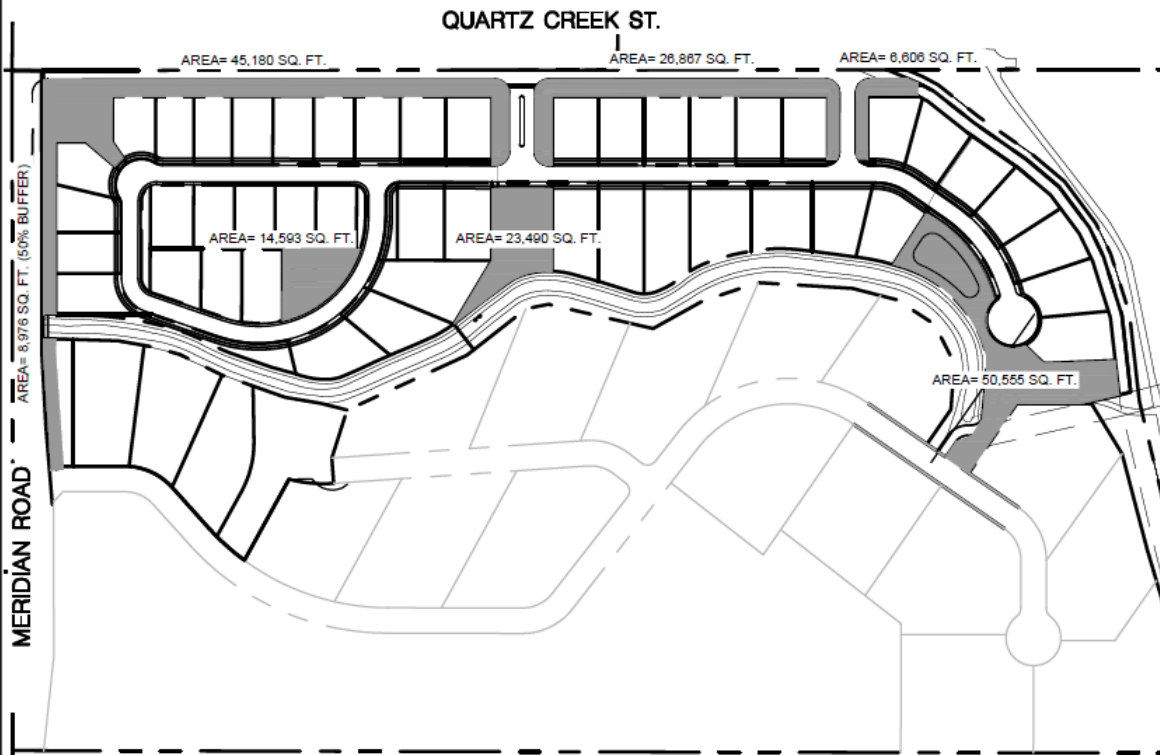 QUARTZ CREEK ST.
AREA= 45,180 SQ. FT.
AREA= 26,867 SQ. FT.
AREA= 6,606 SQ. FT.
AREA= 8,976 SQ. FT. (50% BUFFER)
AREA= 14,593 SQ. FT.
AREA= 23,490 SQ. FT.
AREA= 50,555 SQ. FT.
MERIDIAN ROAD